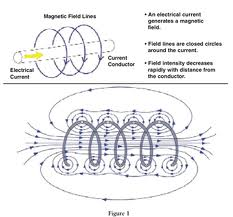 Magnetic Field Lines
Electrical
Current
Current
Conductor
• An electrical current
generates a magnetic
field.
• Field lines are closed circles
around the current.
• Field intensity decreases
rapidly with distance from
the conductor.
Figure 1